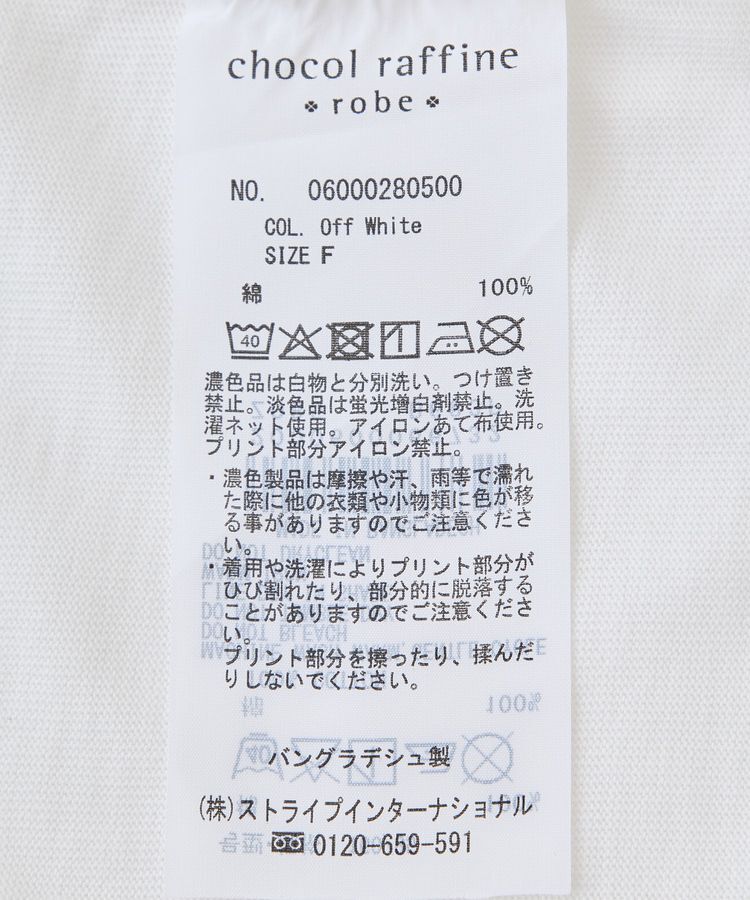 chocol raffine
robe
NO. 06000280500
COL. Off White
SIZE F
綿 100%
40
濃色品は白物と分別洗い。つけ置き
禁止。淡色品は蛍光増白剤禁止。洗
濯ネット使用。アイロンあて布使用。
プリント部分アイロン禁止。
・濃色製品は摩擦や汗、雨等で濡れ
た際に他の衣類や小物類に色が移
る事がありますのでご注意くださ
い。
・着用や洗濯によりプリント部分が
ひび割れたり、部分的に脱落する
ことがありますのでご注意くださ
い。
プリント部分を擦ったり、揉んだ
りしないでください。
バングラデシュ製
(株)ストライプインターナショナル
0120-659-591